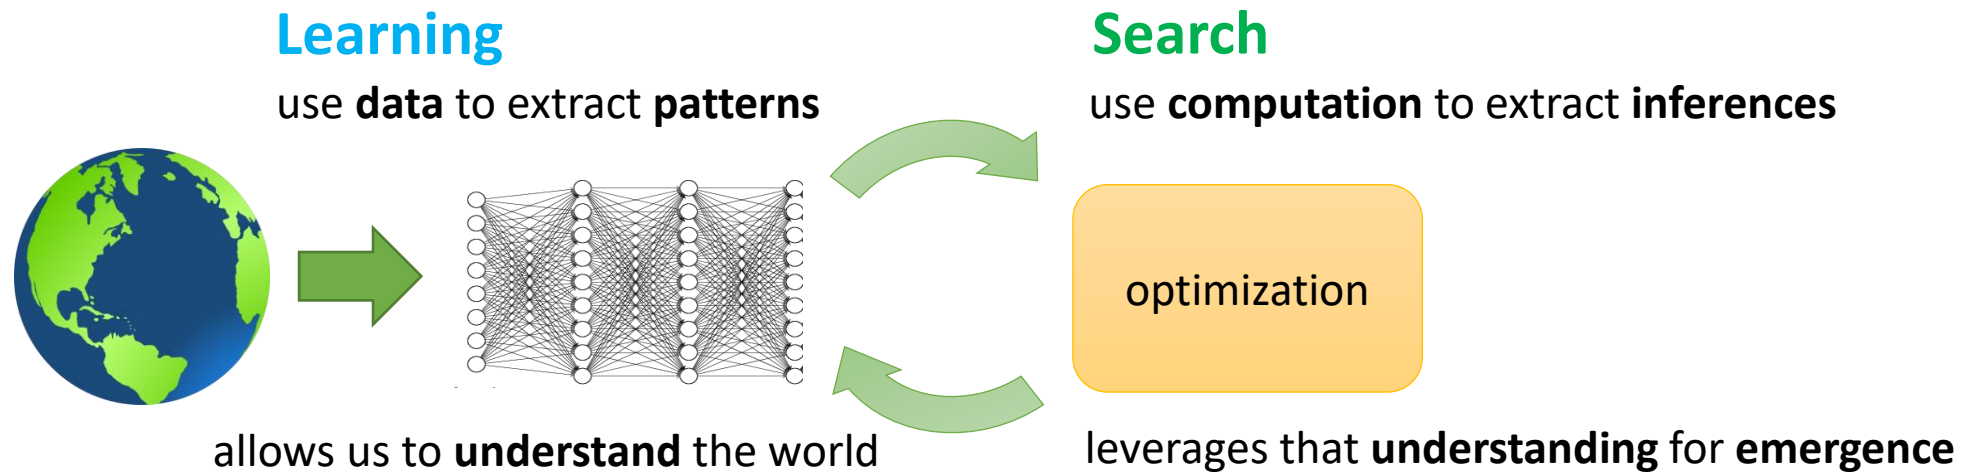 Learning
use data to extract patterns
Search
use computation to extract inferences
optimization
allows us to understand the world
leverages that understanding for emergence